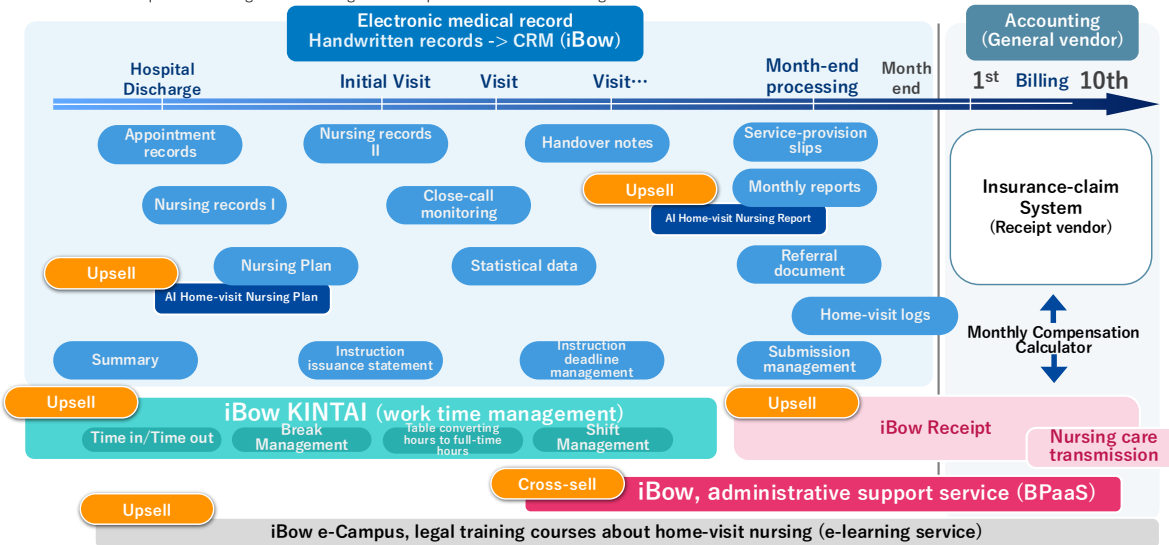 Electronic medical record
Handwritten records -> CRM (iBow)
Accounting
(General vendor)
Hospital
Discharge
Initial Visit
Visit
Visit…
Month-end
processing
Month
end
1st Billing 10th
Appointment
records
Nursing records
II
Handover notes
Service-provision
slips
Upsell
Monthly reports
AI Home-visit Nursing Report
Nursing records I
Close-call
monitoring
Insurance-claim
System
(Receipt vendor)
Upsell
Nursing Plan
AI Home-visit Nursing Plan
Statistical data
Referral
document
Home-visit logs
Monthly Compensation
Calculator
Summary
Instruction
issuance statement
Instruction
deadline
management
Submission
management
Upsell
iBow KINTAI (work time management)
Time in/Time out
Break
Management
Table converting
hours to full-time
hours
Shift
Management
Upsell
iBow Receipt
Nursing care
transmission
Cross-sell
iBow, administrative support service (BPaaS)
Upsell
iBow e-Campus, legal training courses about home-visit nursing (e-learning service)